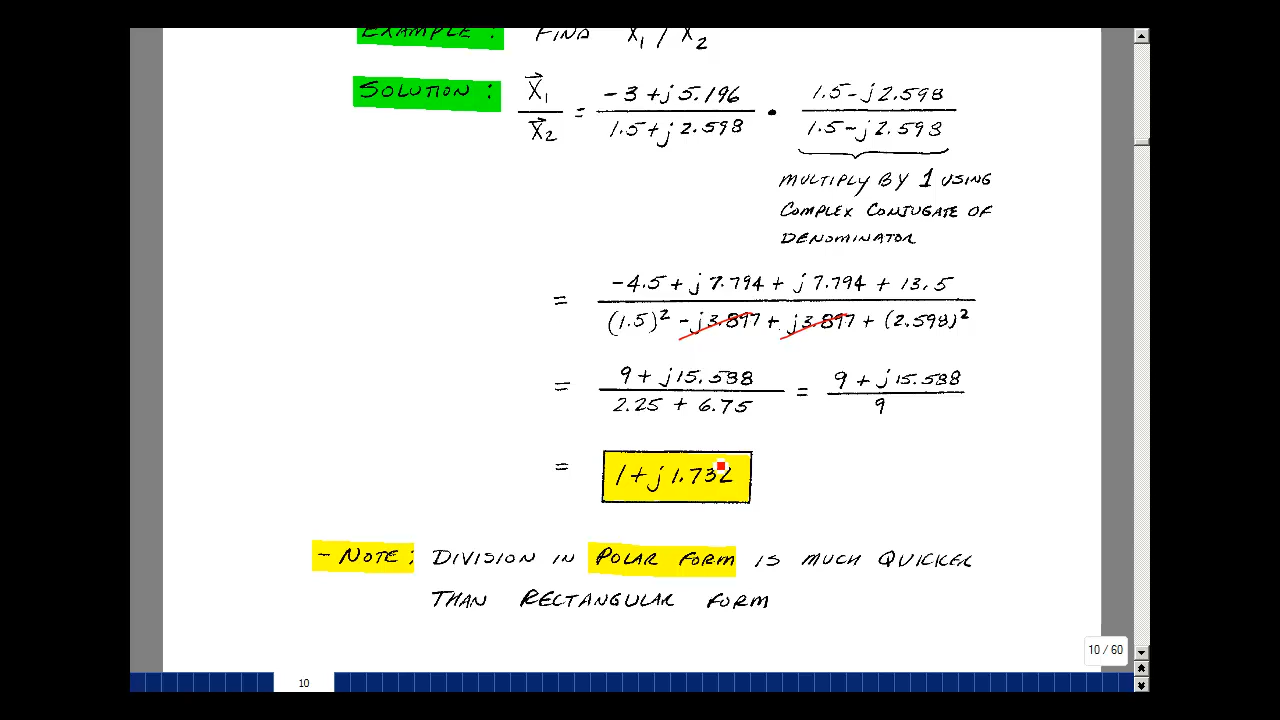 EXAMPLE: FIND X1 / X2
SOLUTION: X⃗1 / X⃗2 = (-3 + j5.196) / (1.5 + j2.598) • (1.5 - j2.598) / (1.5 - j2.598)
MULTIPLY BY 1 USING
COMPLEX CONJUGATE OF
DENOMINATOR
= (-4.5 + j7.794 + j7.794 + 13.5) / ((1.5)² - j3.897 + j3.897 + (2.598)²)
= (9 + j15.588) / (2.25 + 6.75) = (9 + j15.588) / 9
= 1 + j1.732
- NOTE: DIVISION IN POLAR FORM IS MUCH QUICKER
THAN RECTANGULAR FORM
10 / 60
10